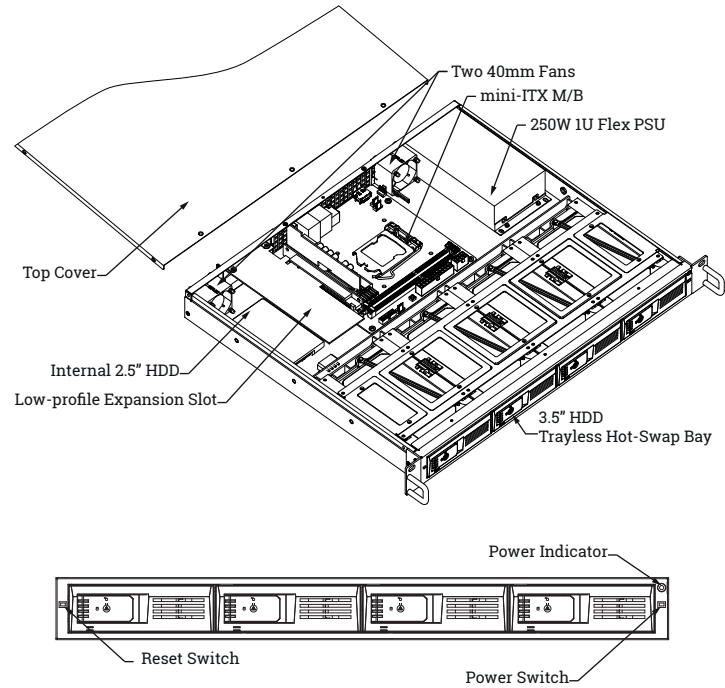 Two 40mm Fans
mini-ITX M/B
250W 1U Flex PSU
Top Cover
Internal 2.5” HDD
Low-profile Expansion Slot
3.5” HDD
Trayless Hot-Swap Bay
Power Indicator
Reset Switch
Power Switch